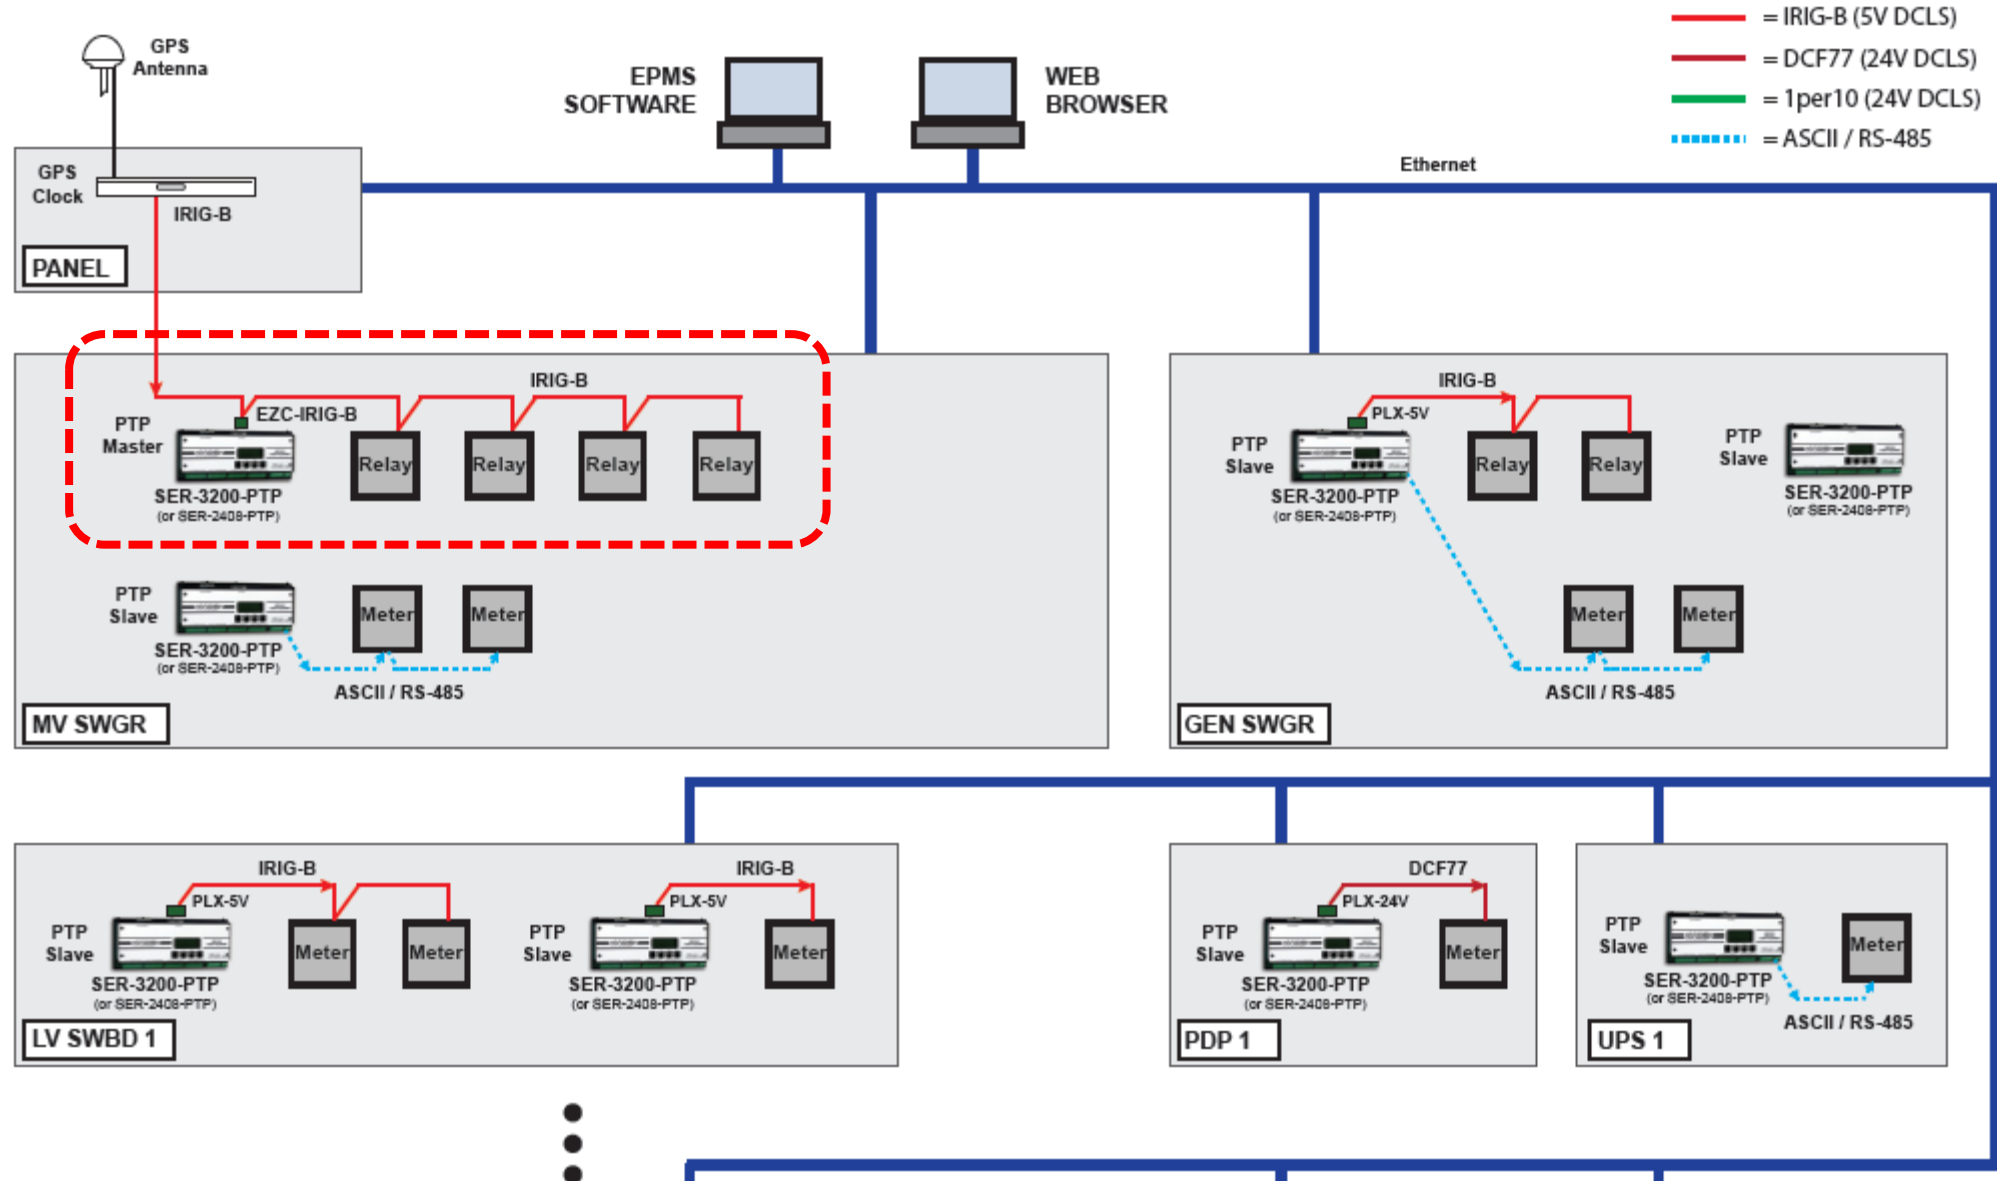 = IRIG-B (5V DCLS)
= DCF77 (24V DCLS)
= 1per10 (24V DCLS)
= ASCII / RS-485
GPS
Antenna
EPMS
SOFTWARE
WEB
BROWSER
Ethernet
GPS
Clock
IRIG-B
PANEL
IRIG-B
EZC-IRIG-B
PTP
Master
Relay
Relay
Relay
Relay
SER-3200-PTP
(or SER-2408-PTP)
PTP
Slave
Meter
Meter
SER-3200-PTP
(or SER-2408-PTP)
ASCII / RS-485
MV SWGR
IRIG-B
PLX-5V
PTP
Slave
Relay
Relay
SER-3200-PTP
(or SER-2408-PTP)
PTP
Slave
SER-3200-PTP
(or SER-2408-PTP)
Meter
Meter
ASCII / RS-485
GEN SWGR
IRIG-B
PLX-5V
PTP
Slave
Meter
Meter
SER-3200-PTP
(or SER-2408-PTP)
IRIG-B
PLX-5V
PTP
Slave
Meter
SER-3200-PTP
(or SER-2408-PTP)
LV SWBD 1
DCF77
PLX-24V
PTP
Slave
Meter
SER-3200-PTP
(or SER-2408-PTP)
PDP 1
PTP
Slave
Meter
SER-3200-PTP
(or SER-2408-PTP)
ASCII / RS-485
UPS 1